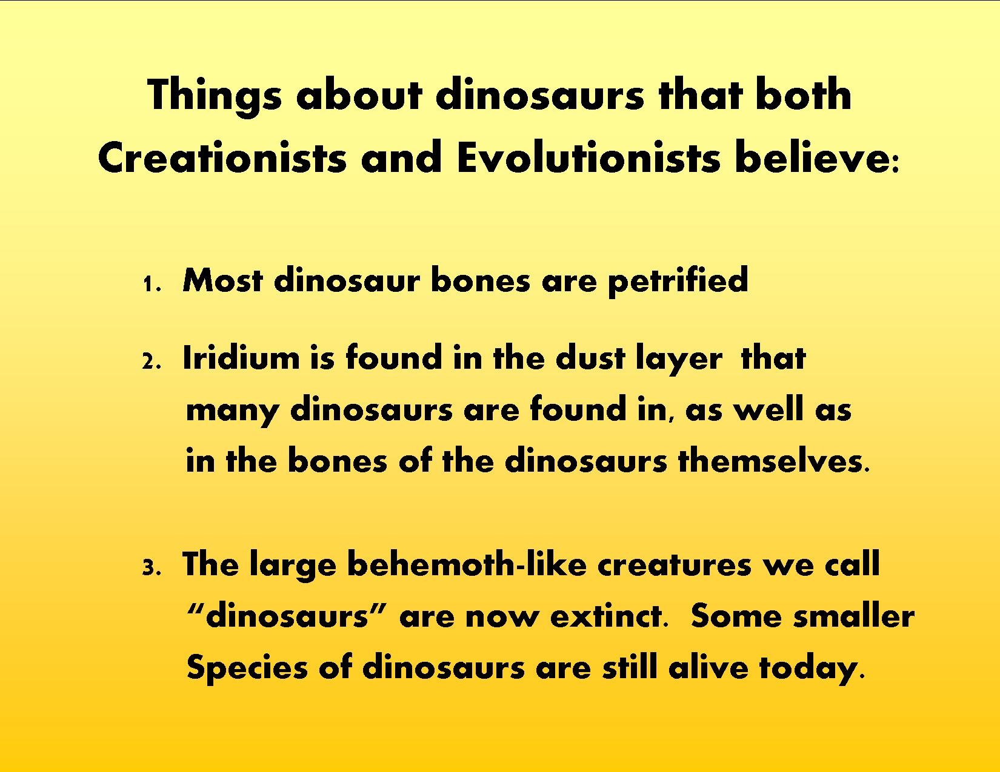 Things about dinosaurs that both
Creationists and Evolutionists believe:
1. Most dinosaur bones are petrified
2. Iridium is found in the dust layer that
many dinosaurs are found in, as well as
in the bones of the dinosaurs themselves.
3. The large behemoth-like creatures we call
“dinosaurs” are now extinct. Some smaller
Species of dinosaurs are still alive today.